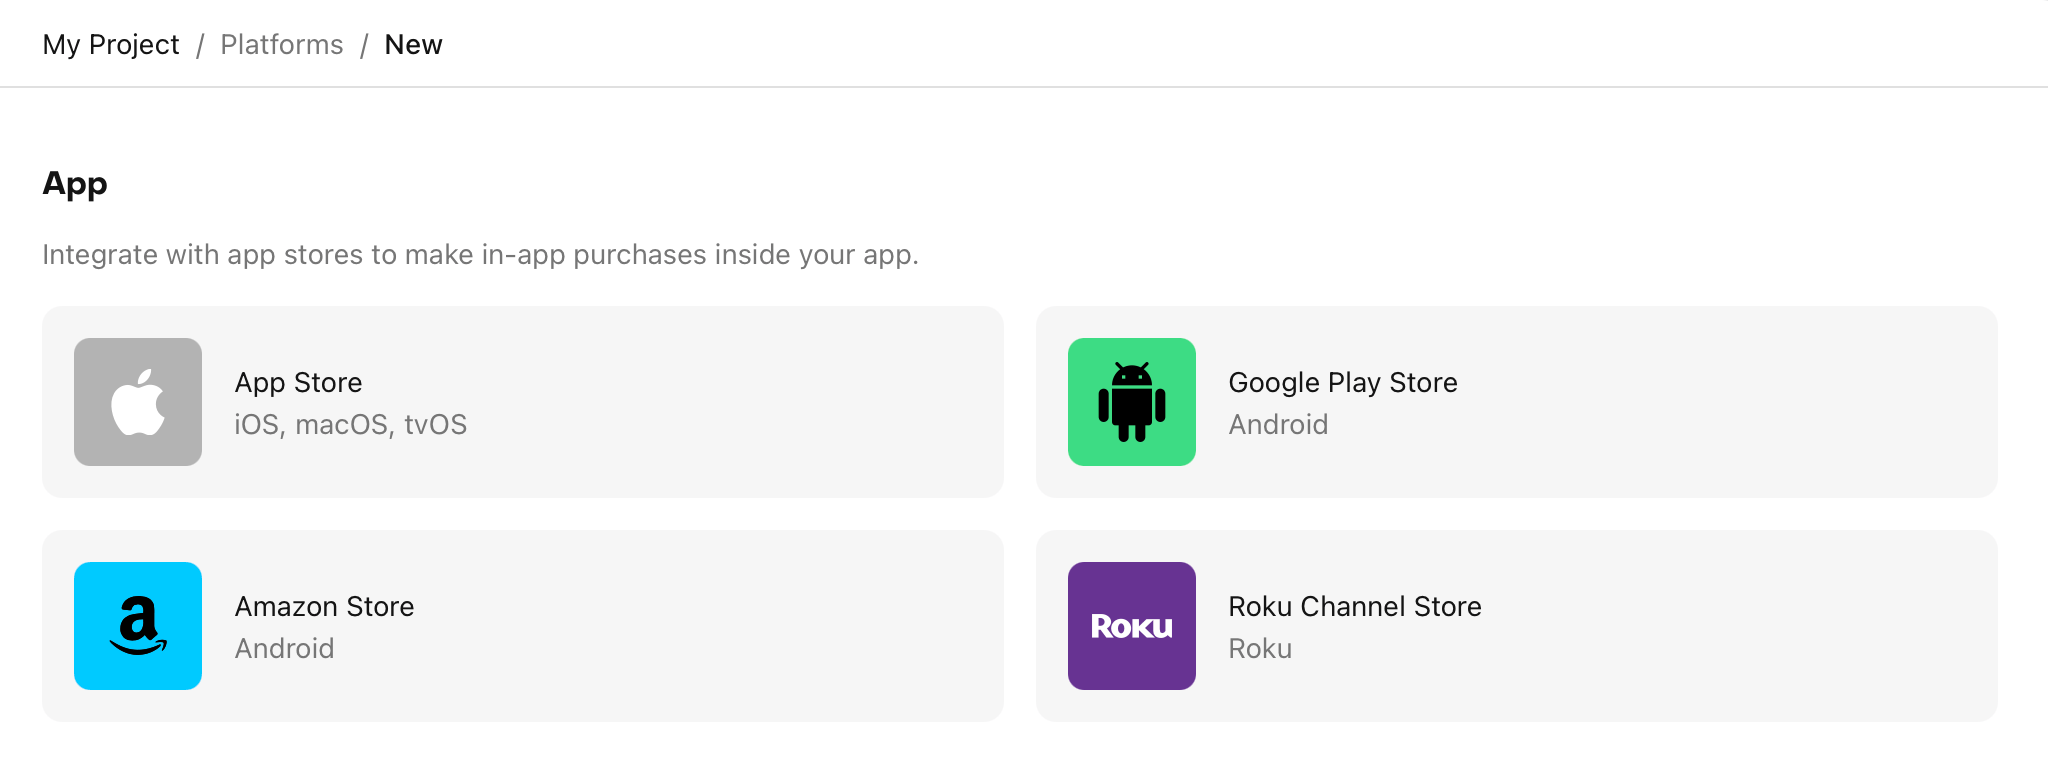 My Project / Platforms / New
App
Integrate with app stores to make in-app purchases inside your app.
App Store
iOS, macOS, tvOS
Google Play Store
Android
a
Amazon Store
Android
Roku
Roku Channel Store
Roku